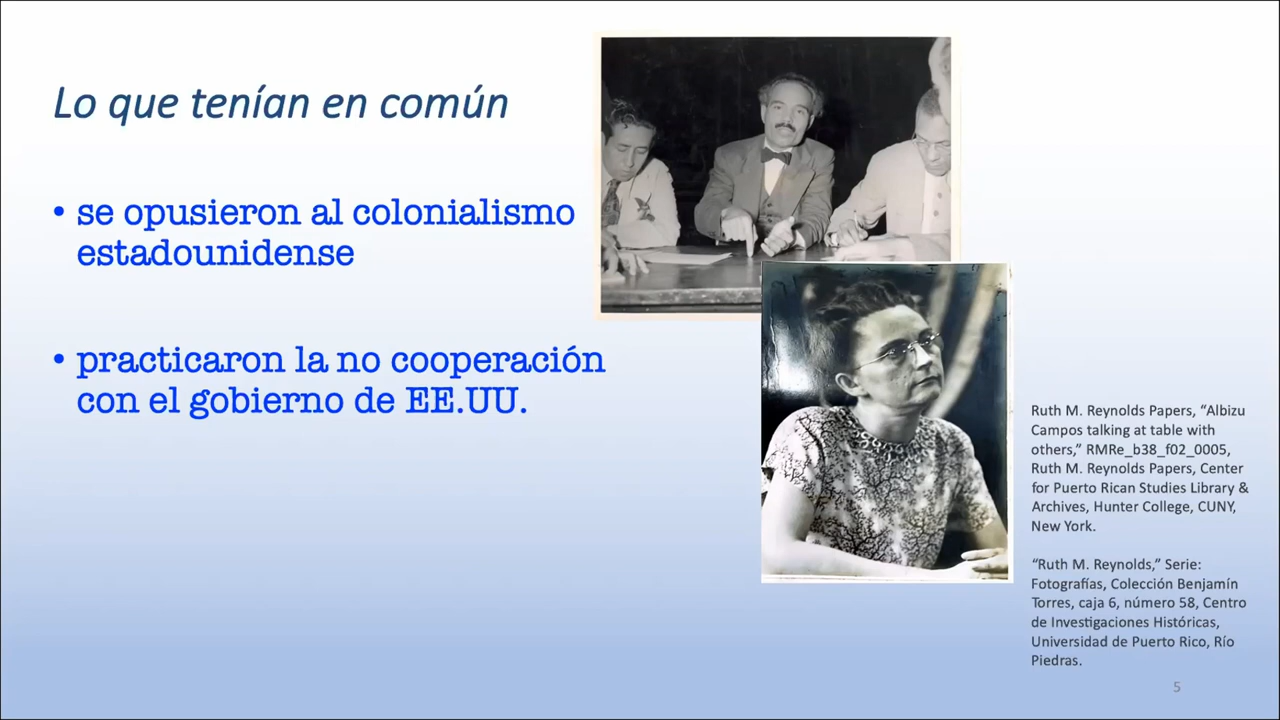 Lo que tenían en común
• se opusieron al colonialismo
estadounidense
• practicaron la no cooperación
con el gobierno de EE.UU.
Ruth M. Reynolds Papers, “Albizu
Campos talking at table with
others,” RMRe_b38_f02_0005,
Ruth M. Reynolds Papers, Center
for Puerto Rican Studies Library &
Archives, Hunter College, CUNY,
New York.
“Ruth M. Reynolds,” Serie:
Fotografías, Colección Benjamín
Torres, caja 6, número 58, Centro
de Investigaciones Históricas,
Universidad de Puerto Rico, Río
Piedras.
5